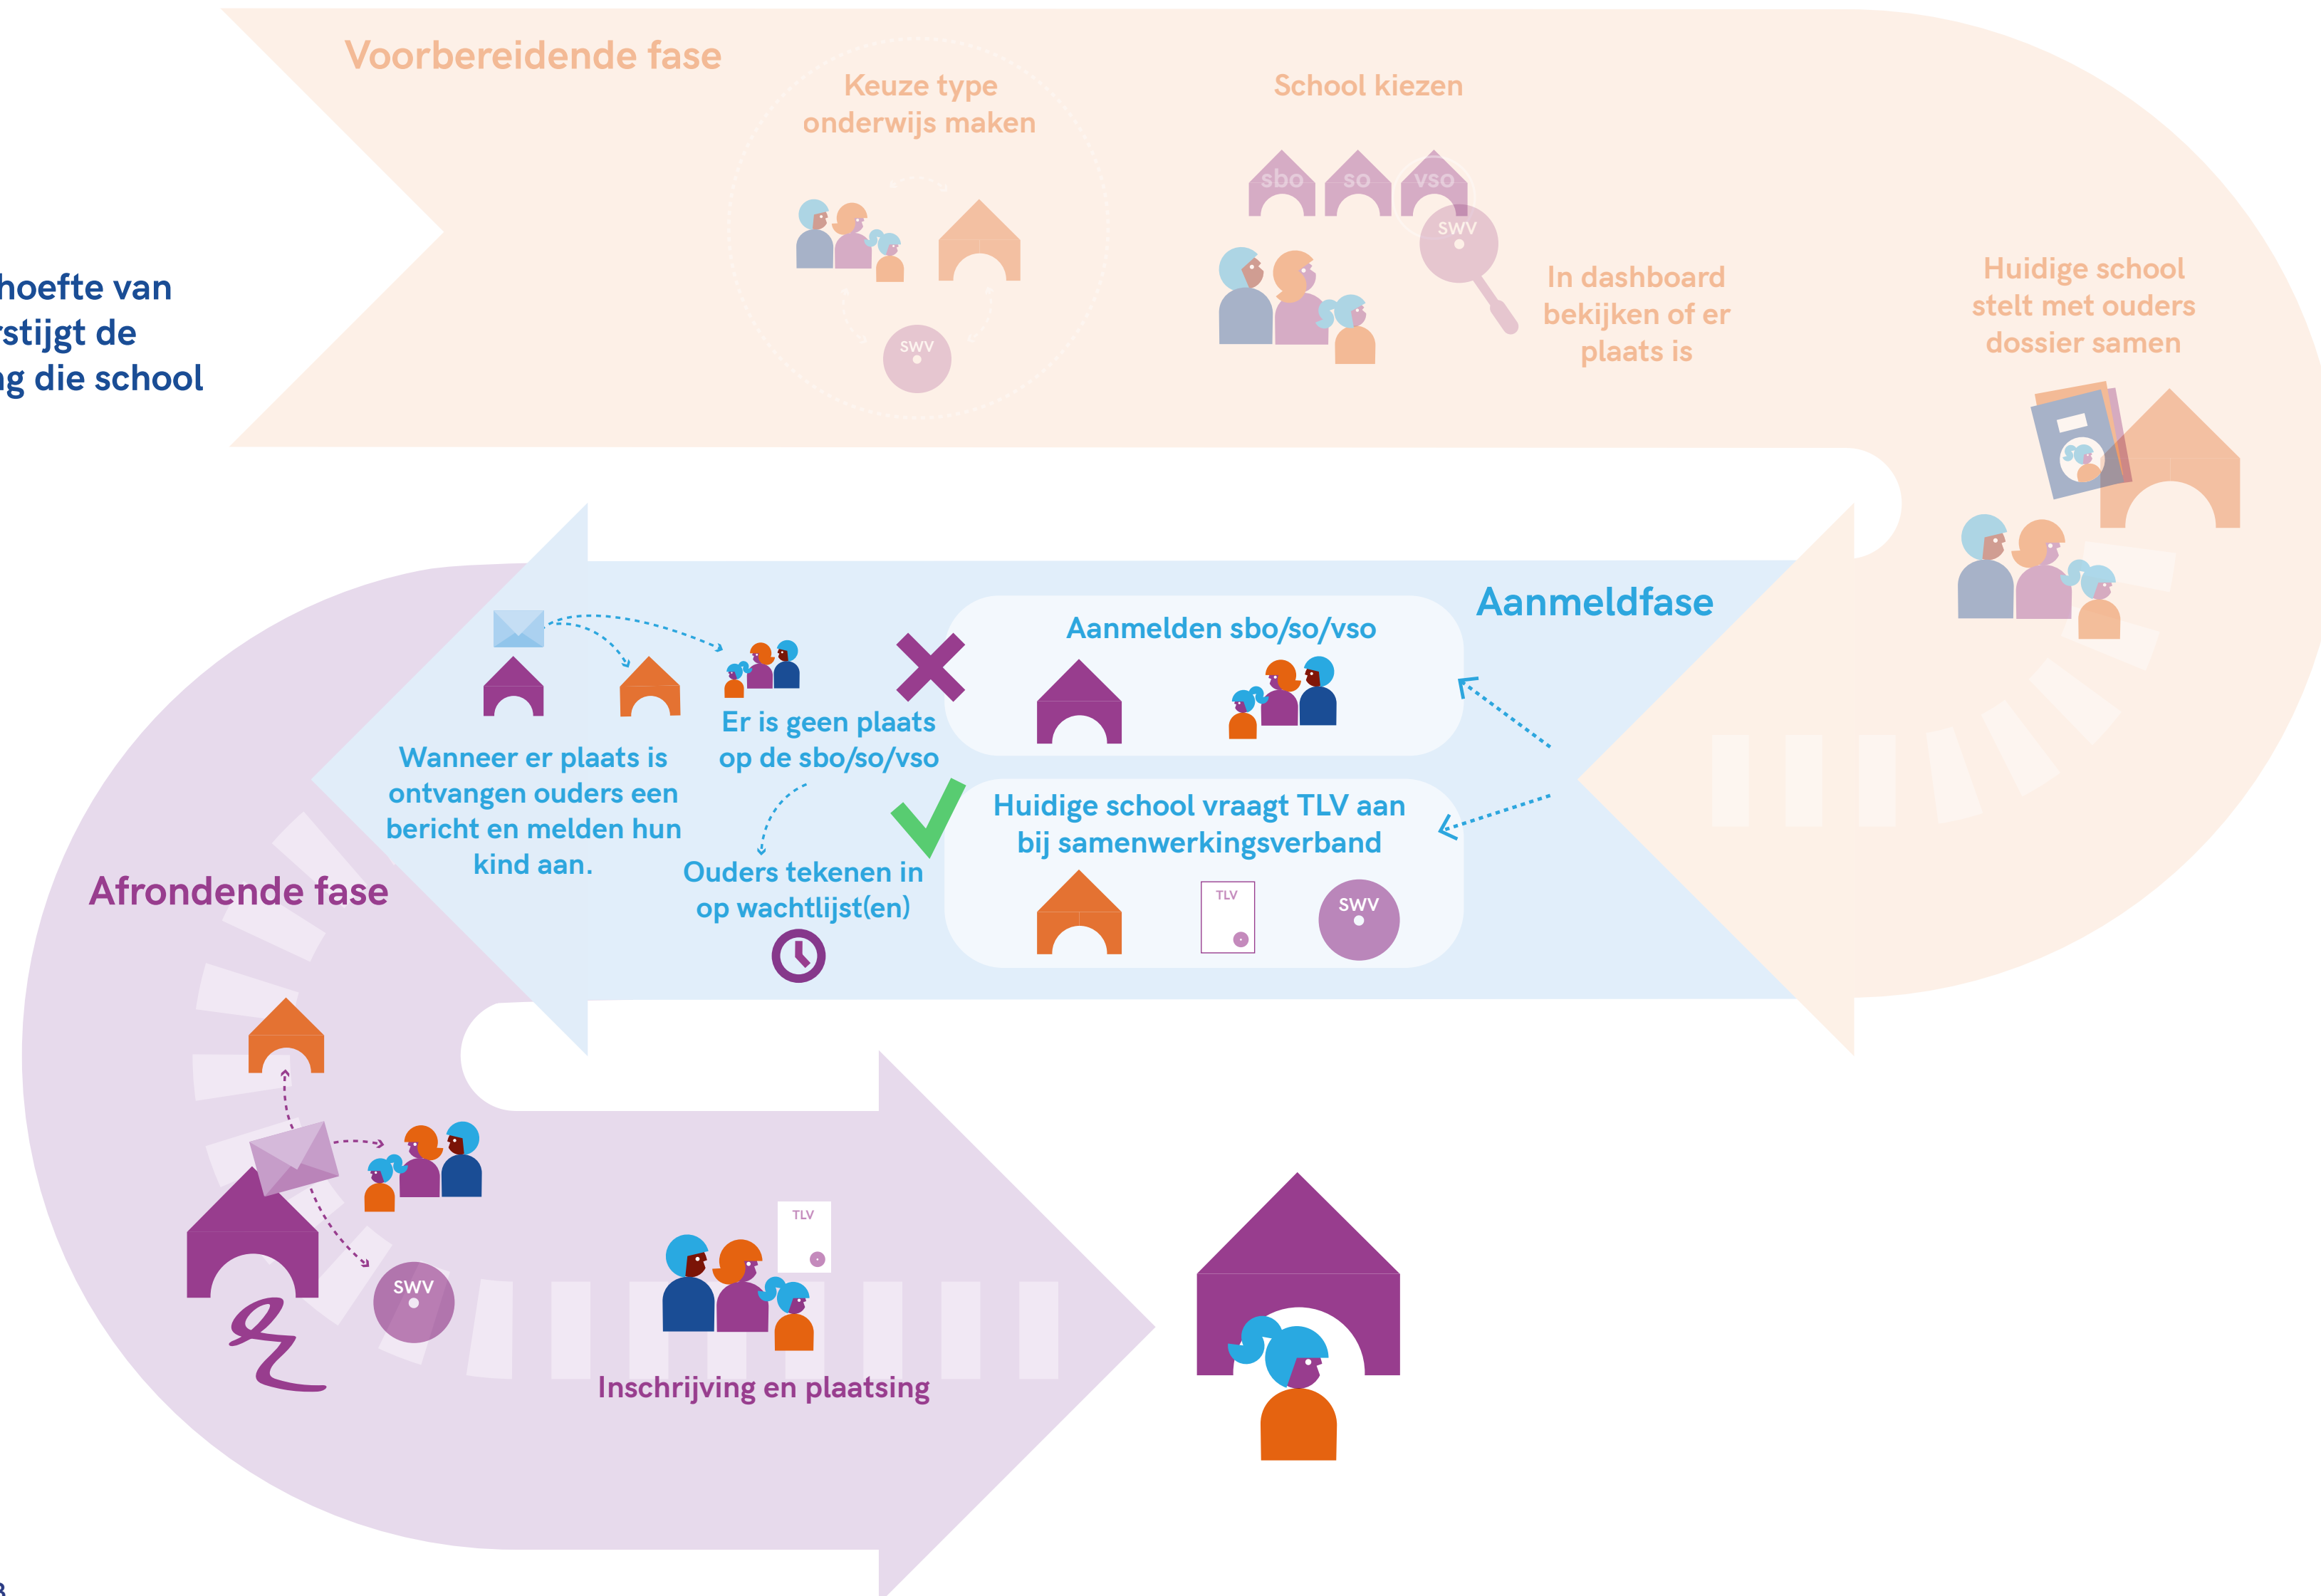 Voorbereidende fase
Keuze type
onderwijs maken
School kiezen
sbo
so
vso
SWV
SWV
In dashboard
bekijken of er
plaats is
Huidige school
stelt met ouders
dossier samen
van
de
die school
Aanmeldfase
Aanmelden sbo/so/vso
Huidige school vraagt TLV aan
bij samenwerkingsverband
TLV
SWV
Er is geen plaats
op de sbo/so/vso
Ouders tekenen in
op wachtlijst(en)
Wanneer er plaats is
ontvangen ouders een
bericht en melden hun
kind aan.
Afrondende fase
SWV
TLV
Inschrijving en plaatsing